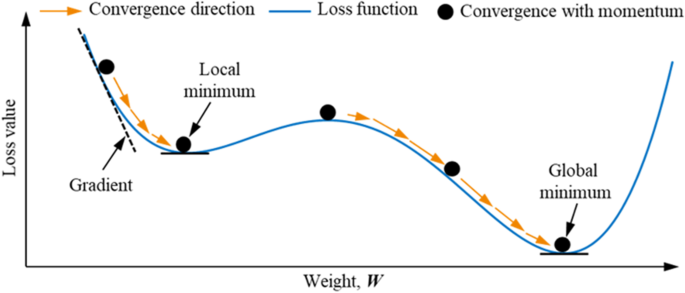 Convergence direction
Loss function
Convergence with momentum
Local
minimum
Gradient
Global
minimum
Loss value
Weight, W